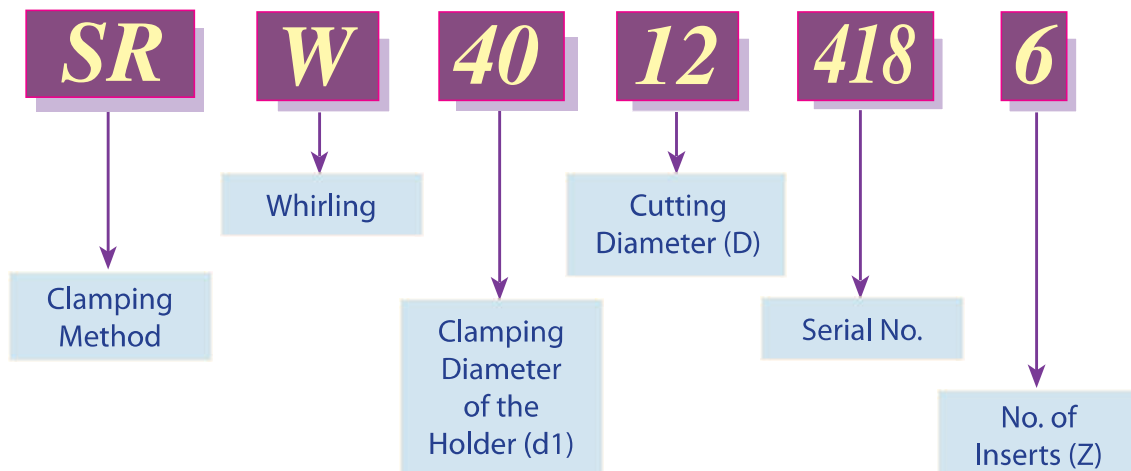 SR W 40 12 418 6
Whirling
Cutting
Diameter (D)
Clamping
Method
Clamping
Diameter
of the
Holder (d1)
Serial No.
No. of
Inserts (Z)